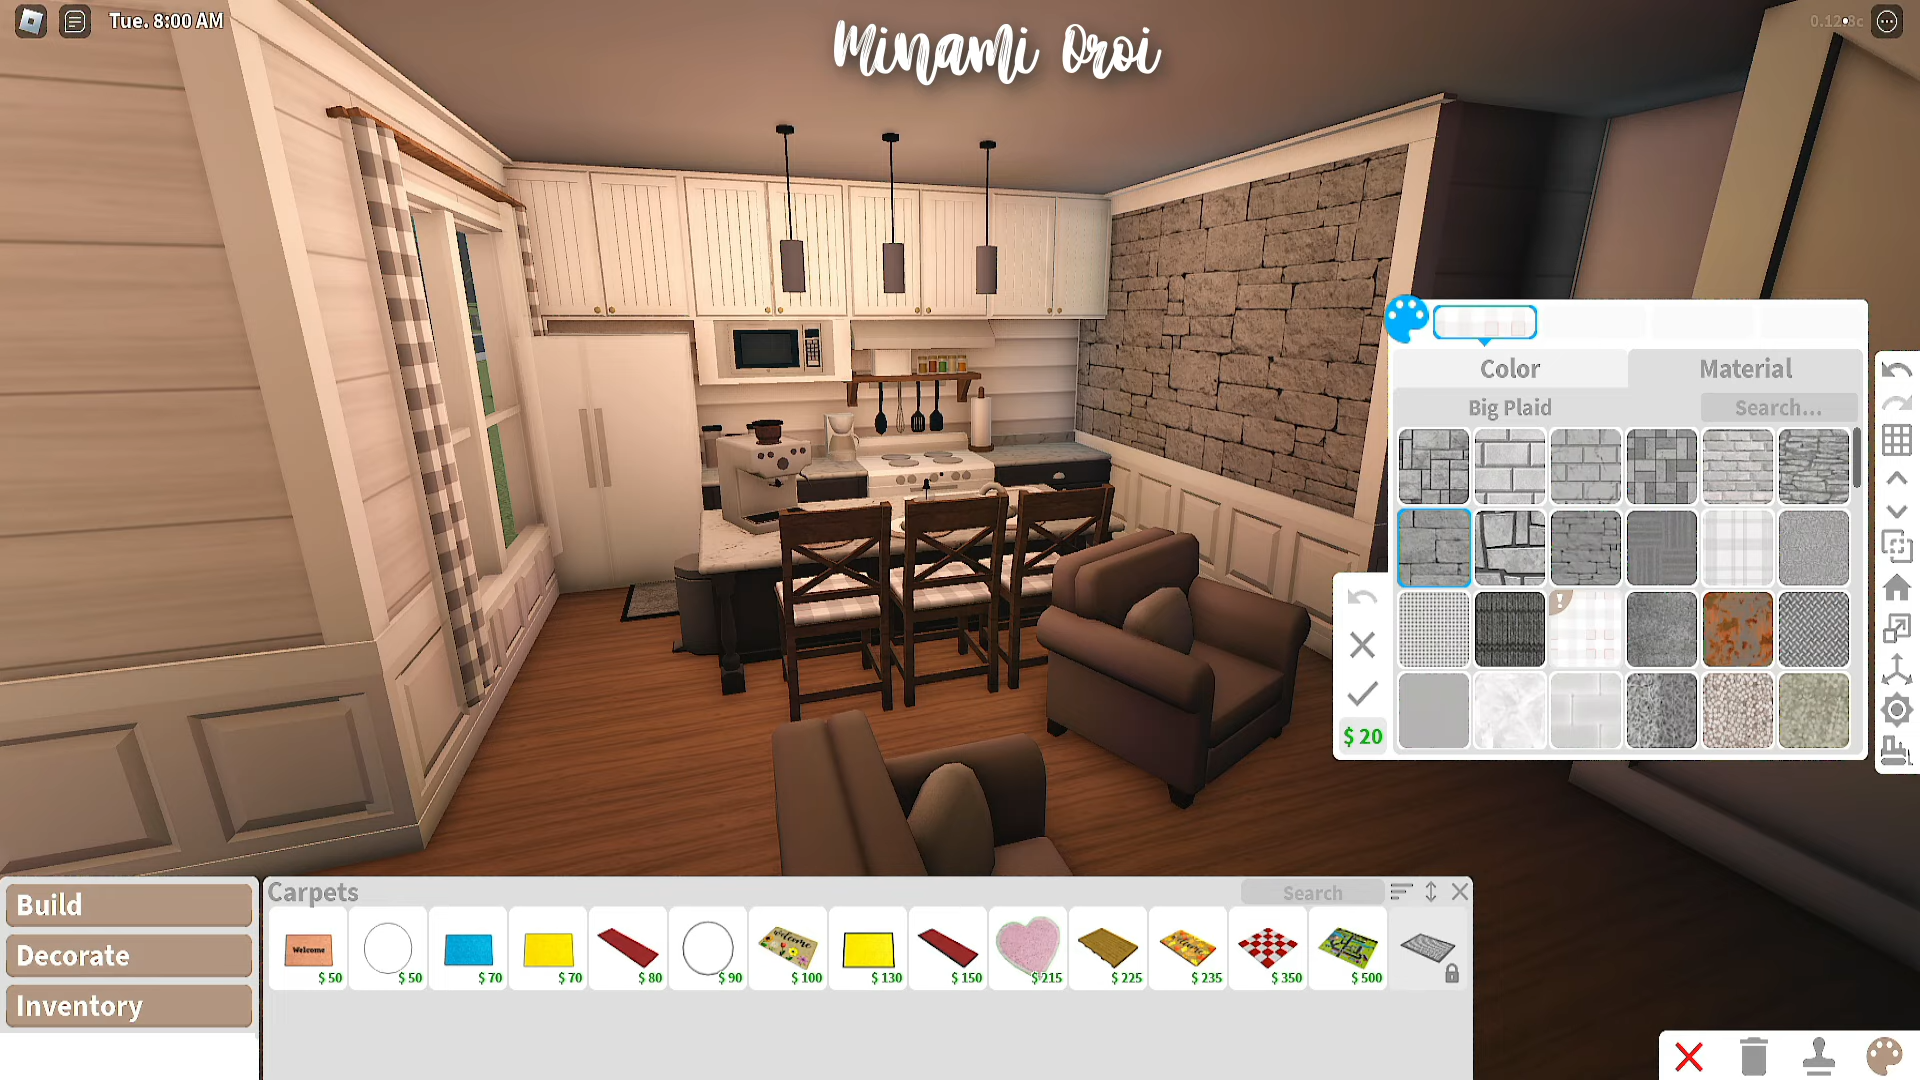 Tue. 8:00 AM
Minami Oroi
Color
Material
Big Plaid
Search...
!
$ 20
Build
Decorate
Inventory
Carpets
Search
Welcome
welcome
$ 50
$ 50
$ 70
$ 70
$ 80
$ 90
$ 100
$ 130
$ 150
$ 215
$ 225
$ 235
$ 350
$ 500